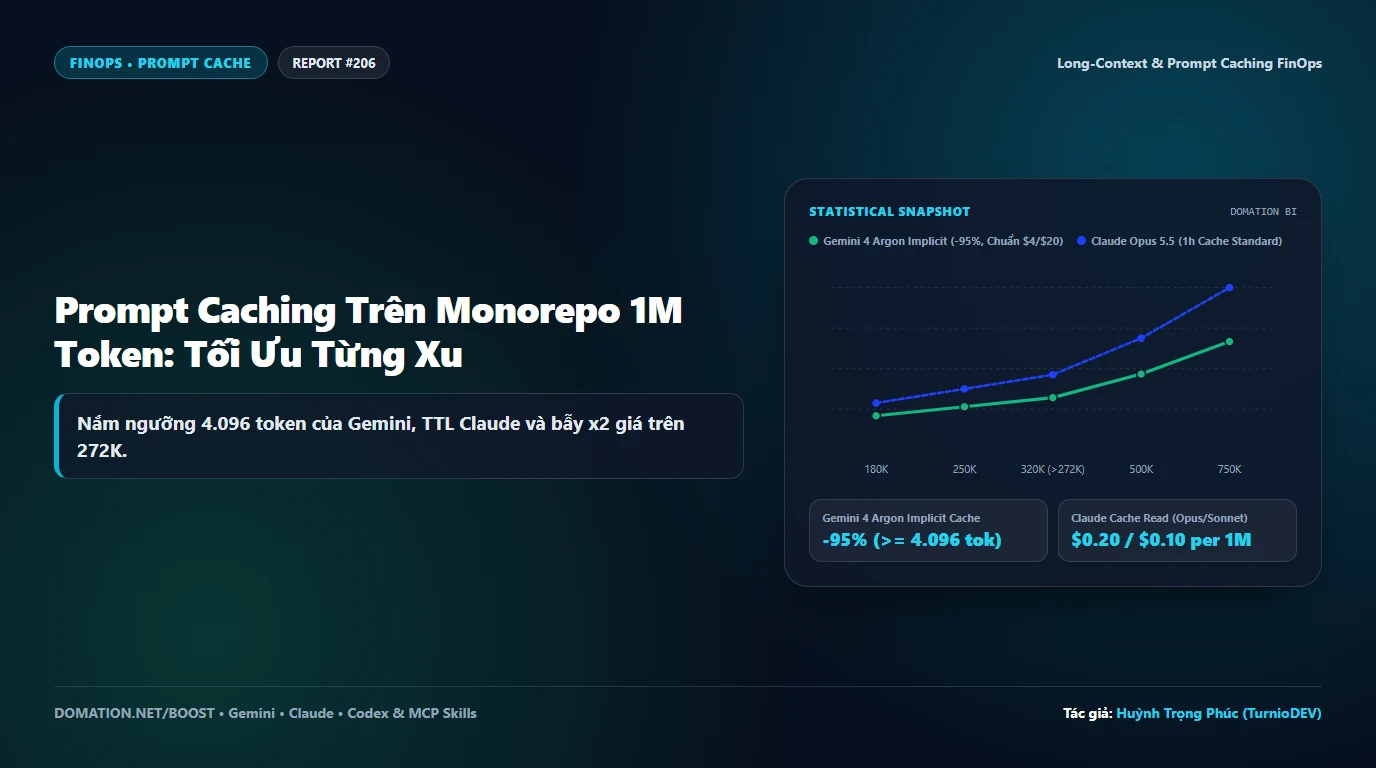 FINOPS • PROMPT CACHE
REPORT #206
Long-Context & Prompt Caching FinOps
Prompt Caching Trên Monorepo 1M
Token: Tối Ưu Từng Xu
Nắm ngưỡng 4.096 token của Gemini, TTL Claude và bẫy x2 giá trên
272K.
STATISTICAL SNAPSHOT
DOMATION BI
Gemini 4 Argon Implicit (-95%, Chuẩn $4/$20)
Claude Opus 5.5 (1h Cache Standard)
180K
250K
320K (>272K)
500K
750K
Gemini 4 Argon Implicit Cache
-95% (>= 4.096 tok)
Claude Cache Read (Opus/Sonnet)
$0.20 / $0.10 per 1M
DOMATION.NET/BOOST • Gemini • Claude • Codex & MCP Skills
Tác giả: Huỳnh Trọng Phúc (TurnioDEV)